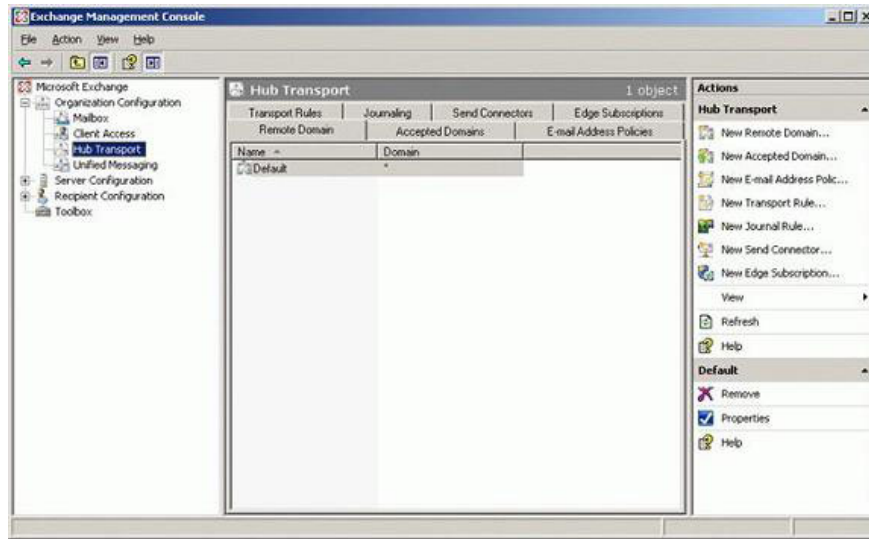 Exchange Management Console
File Action View Help
Microsoft Exchange
Organization Configuration
Mailbox
Client Access
Hub Transport
Unified Messaging
Server Configuration
Recipient Configuration
Toolbox
Hub Transport 1 object
Transport Rules Journaling Send Connectors Edge Subscriptions
Remote Domain Accepted Domains E-mail Address Policies
Name Domain
Default *
Actions
Hub Transport
New Remote Domain...
New Accepted Domain...
New E-mail Address Polic...
New Transport Rule...
New Journal Rule...
New Send Connector...
New Edge Subscription...
View
Refresh
Help
Default
Remove
Properties
Help